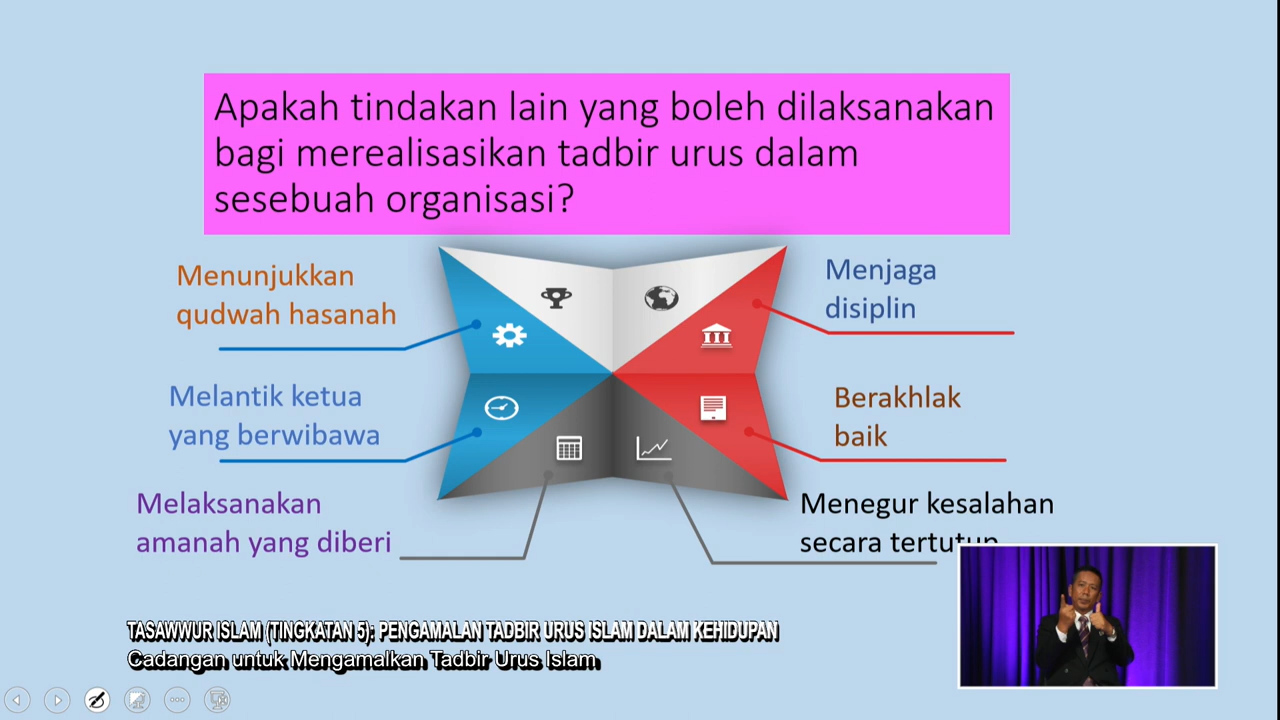 Apakah tindakan lain yang boleh dilaksanakan
bagi merealisasikan tadbir urus dalam
sesebuah organisasi?
Menunjukkan
qudwah hasanah
Melantik ketua
yang berwibawa
Melaksanakan
amanah yang diberi
Menjaga
disiplin
Berakhlak
baik
Menegur kesalahan
secara tertutup
TASAWWUR ISLAM (TINGKATAN 5): PENGAMALAN TADBIR URUS ISLAM DALAM KEHIDUPAN
Cadangan untuk Mengamalkan Tadbir Urus Islam